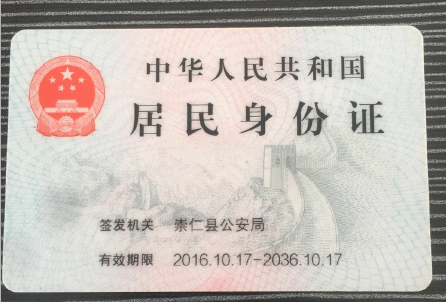 中华人民共和国
居民身份证
签发机关 崇仁县公安局
有效期限 2016.10.17-2036.10.17